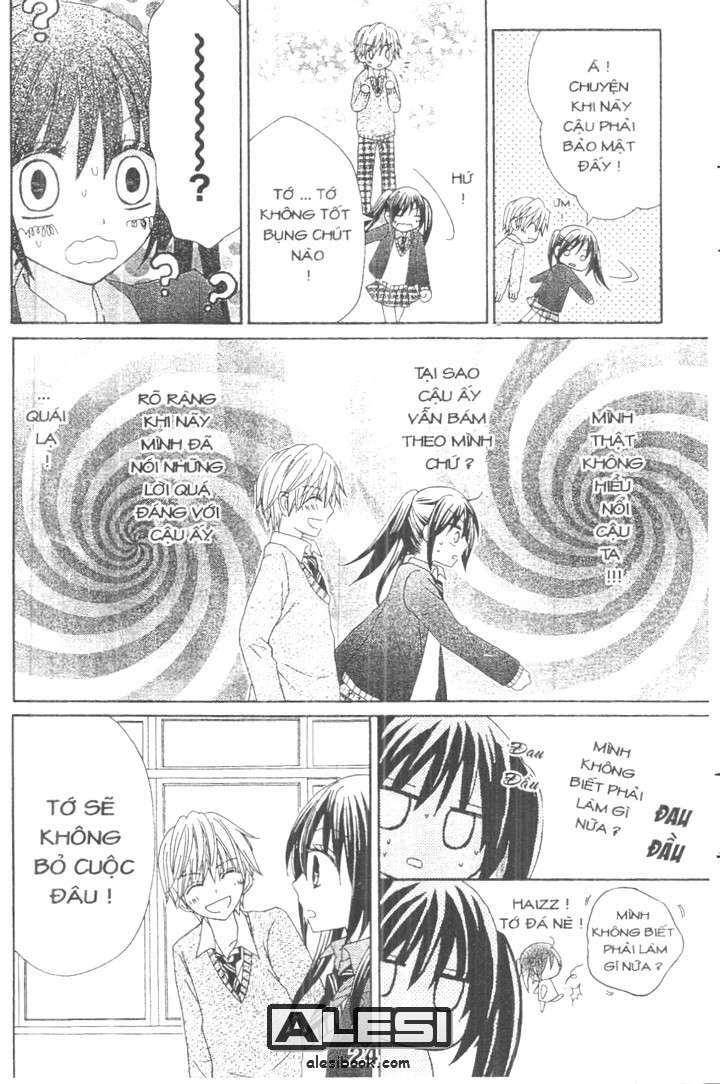 Á !
CHUYỆN
KHI NÃY
CẬU PHẢI
BẢO MẬT
ĐẤY !
ỪM
!
HỨ
!
TỚ ... TỚ
KHÔNG TỐT
BỤNG CHÚT
NÀO
!
?
?
?
?
MÌNH
THẬT
KHÔNG
HIỂU
NỔI
CẬU
TA
!!!
TẠI SAO
CẬU ẤY
VẪN BÁM
THEO MÌNH
CHỨ ?
RÕ RÀNG
KHI NÃY
MÌNH ĐÃ
NÓI NHỮNG
LỜI QUÁ
ĐÁNG VỚI
CẬU ẤY
...
QUÁI
LẠ
!
MÌNH
KHÔNG
BIẾT PHẢI
LÀM GÌ
NỮA ?
ĐAU
ĐẦU
Đau
Đầu
MÌNH
KHÔNG BIẾT
PHẢI LÀM
GÌ NỮA ?
HAIZZ !
TỚ ĐÁ NÈ !
TỚ SẼ
KHÔNG
BỎ CUỘC
ĐÂU !
24
ALESI
alesibook.com